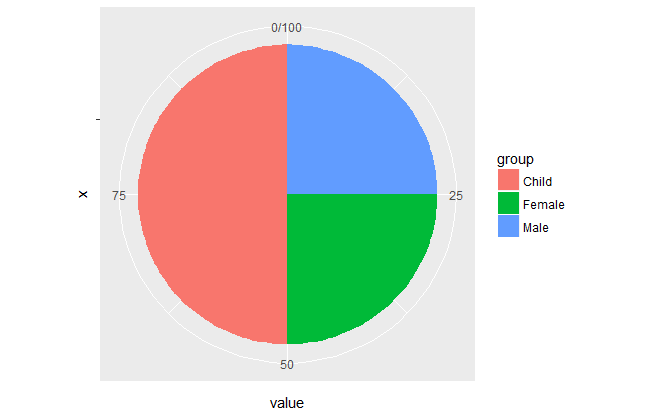 0/100
group
Child
75
x
25
Female
Male
50
value